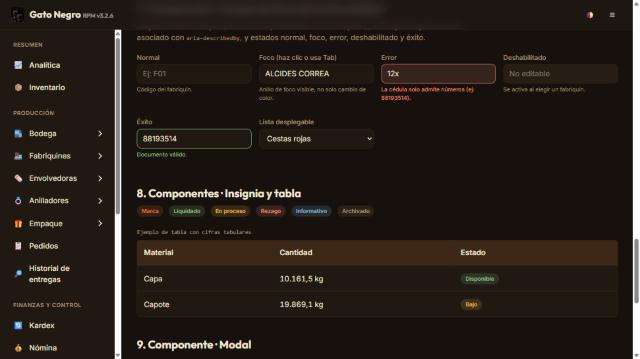 Gato Negro RPM v3.2.6
RESUMEN
Analítica
Inventario
PRODUCCIÓN
Bodega
Fabriquines
Envolvedoras
Anilladores
Empaque
Pedidos
Historial de
entregas
FINANZAS Y CONTROL
Kardex
Nómina
asociado con aria-describedby, y estados normal, foco, error, deshabilitado y éxito.
Normal
Ej: F01
Código del fabriquín.
Foco (haz clic o usa Tab)
ALCIDES CORREA
Anillo de foco visible, no solo cambio de
color.
Error
12x
La cédula solo admite números (ej:
88193514).
Deshabilitado
No editable
Se activa al elegir un fabriquín.
Éxito
88193514
Documento válido.
Lista desplegable
Cestas rojas
8. Componentes · Insignia y tabla
Marca Liquidado En proceso Rezago Informativo Archivado
Ejemplo de tabla con cifras tabulares
Material Cantidad Estado
Capa 10.161,5 kg Disponible
Capote 19.869,1 kg Bajo
9. Componente · Modal